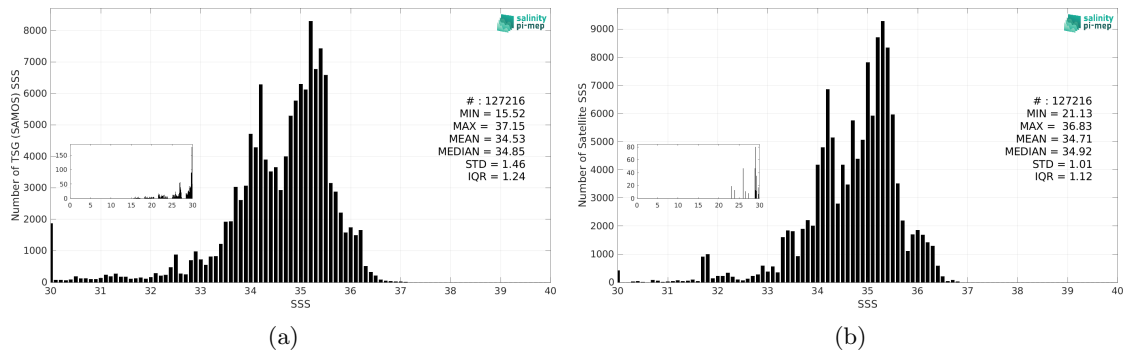 salinity
pi-mep
Number of TSG (SAMOS) SSS
8000
7000
6000
5000
4000
3000
2000
1000
0
# : 127216
MIN = 15.52
MAX = 37.15
MEAN = 34.53
MEDIAN = 34.85
STD = 1.46
IQR = 1.24
150
100
50
0
0 5 10 15 20 25 30
30 31 32 33 34 35 36 37 38 39 40
SSS
(a)
salinity
pi-mep
Number of Satellite SSS
9000
8000
7000
6000
5000
4000
3000
2000
1000
0
# : 127216
MIN = 21.13
MAX = 36.83
MEAN = 34.71
MEDIAN = 34.92
STD = 1.01
IQR = 1.12
80
60
40
20
0
0 5 10 15 20 25 30
30 31 32 33 34 35 36 37 38 39 40
SSS
(b)